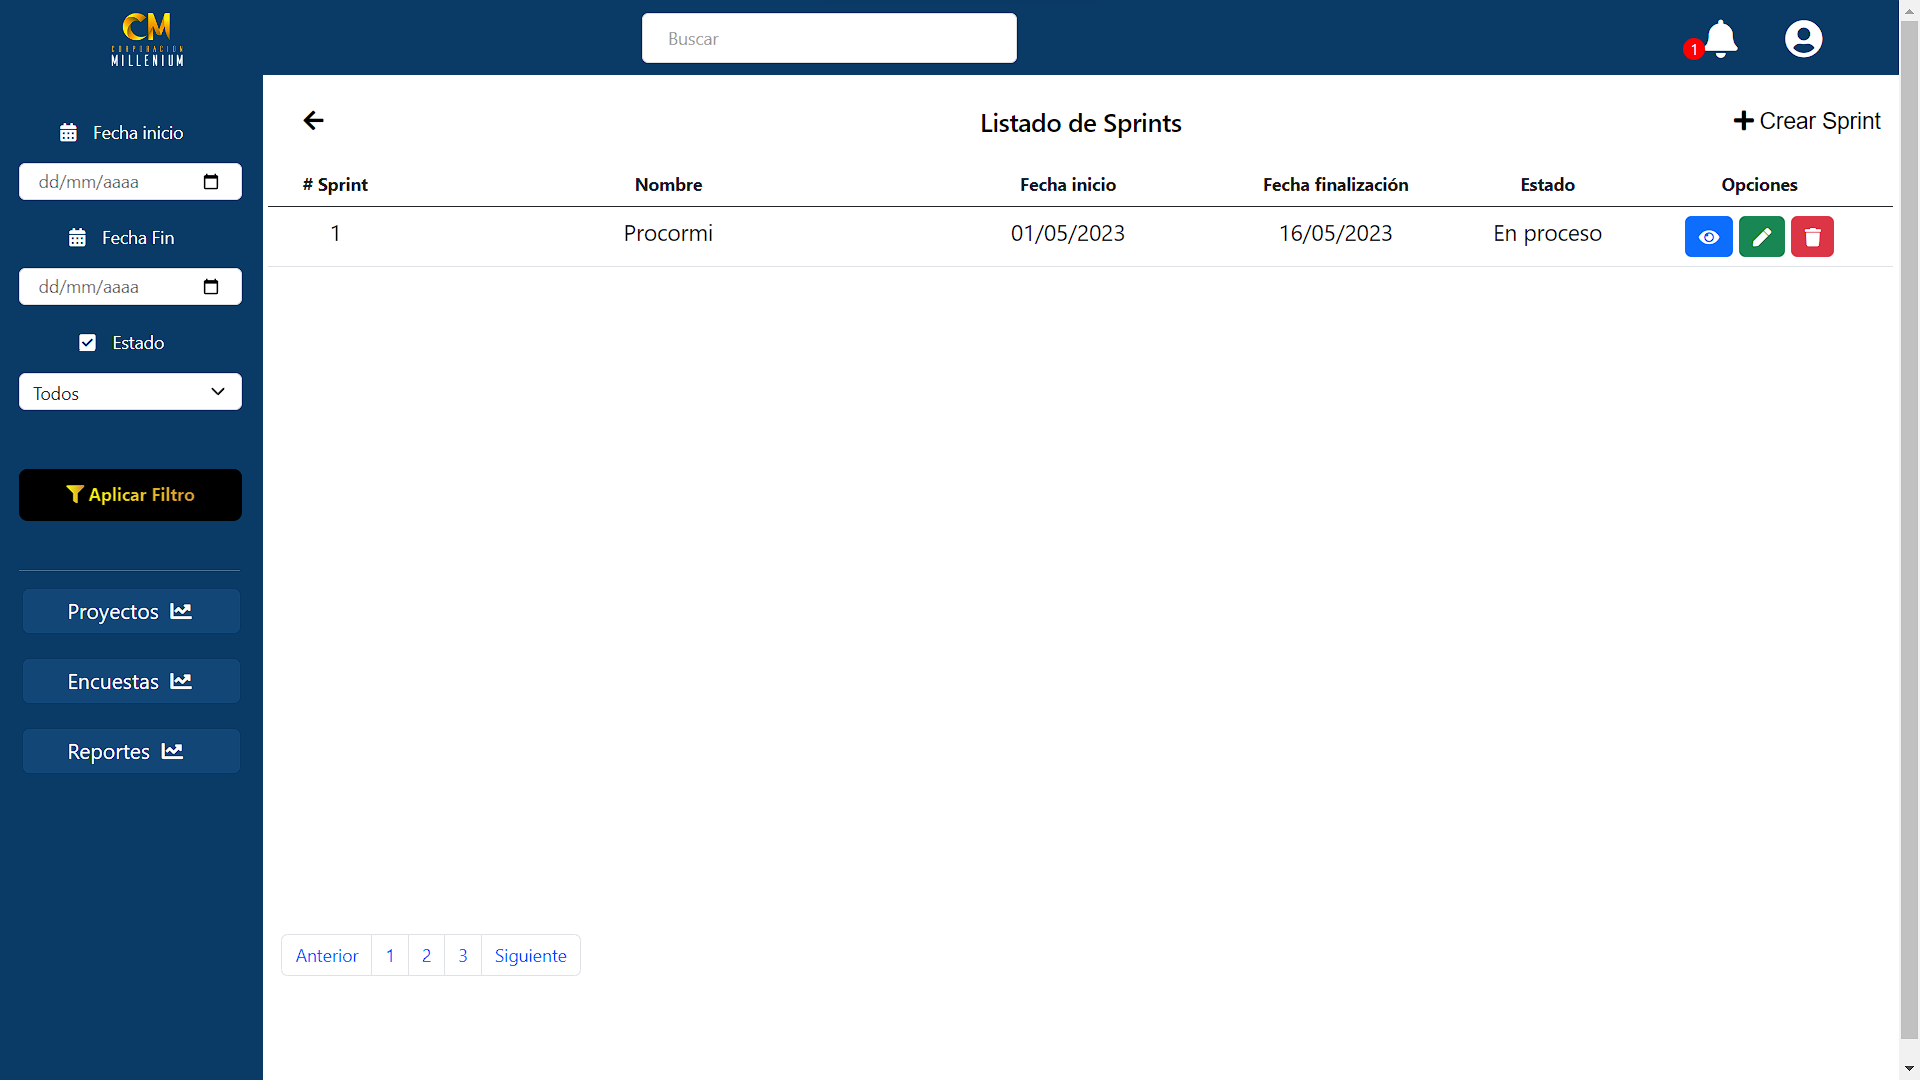 CM
CORPORACION
MILLENIUM
Buscar
1
Fecha inicio
dd/mm/aaaa
Fecha Fin
dd/mm/aaaa
Estado
Todos
Aplicar Filtro
Proyectos
Encuestas
Reportes
Listado de Sprints
Crear Sprint
# Sprint Nombre Fecha inicio Fecha finalización Estado Opciones
1 Procormi 01/05/2023 16/05/2023 En proceso
Anterior 1 2 3 Siguiente